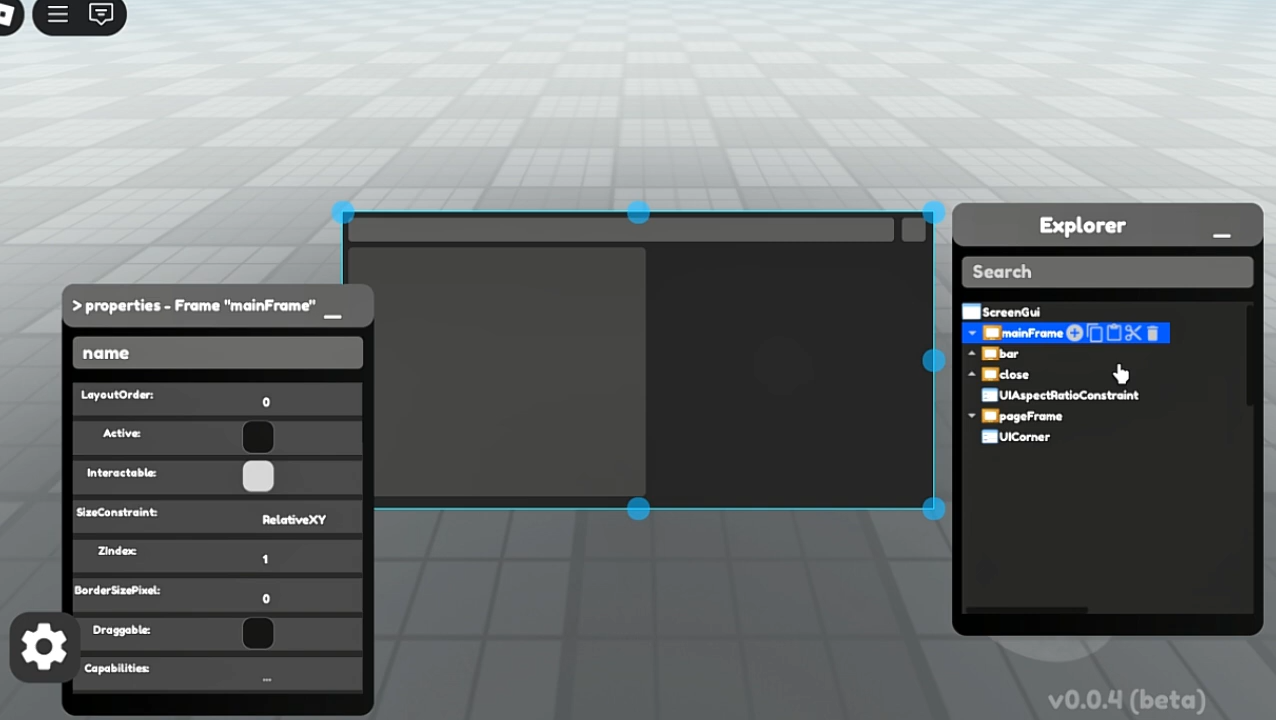 Explorer
Search
ScreenGui
mainFrame
bar
close
UIAspectRatioConstraint
pageFrame
UICorner
> properties - Frame "mainFrame"
name
LayoutOrder: 0
Active:
Interactable:
SizeConstraint: RelativeXY
ZIndex: 1
BorderSizePixel: 0
Draggable:
Capabilities: ...
v0.0.4 (beta)